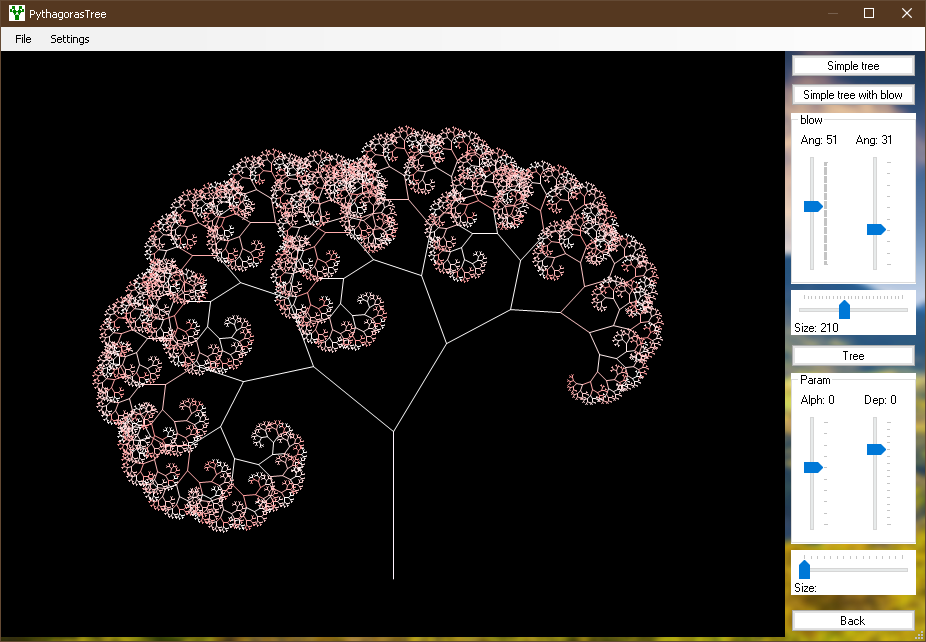 PythagorasTree
File Settings
Simple tree
Simple tree with blow
blow
Ang: 51 Ang: 31
Size: 210
Tree
Param
Alph: 0 Dep: 0
Size:
Back